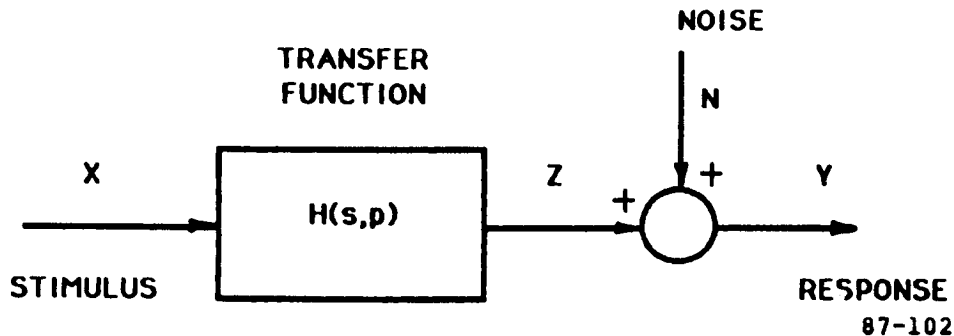 NOISE
TRANSFER
FUNCTION
N
X
Z
+
+
Y
H(s,p)
STIMULUS
RESPONSE
87-102